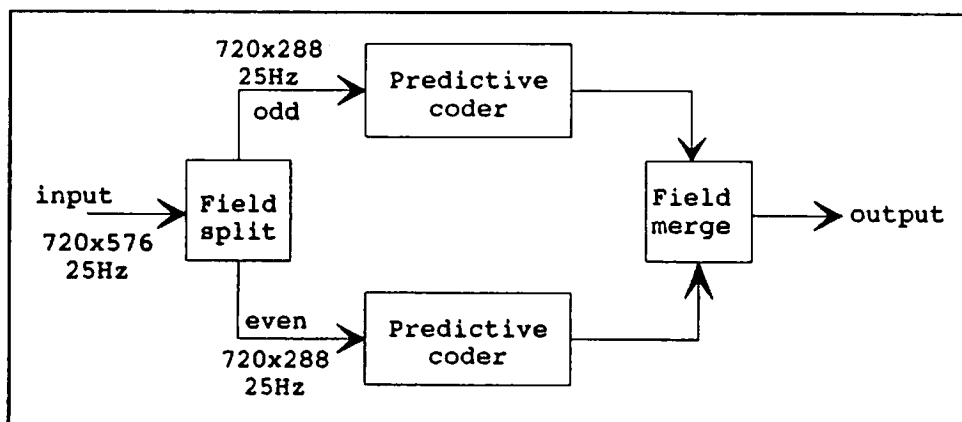 720x288
25Hz
odd
Predictive
coder
input
720x576
25Hz
Field
split
Field
merge
output
even
720x288
25Hz
Predictive
coder